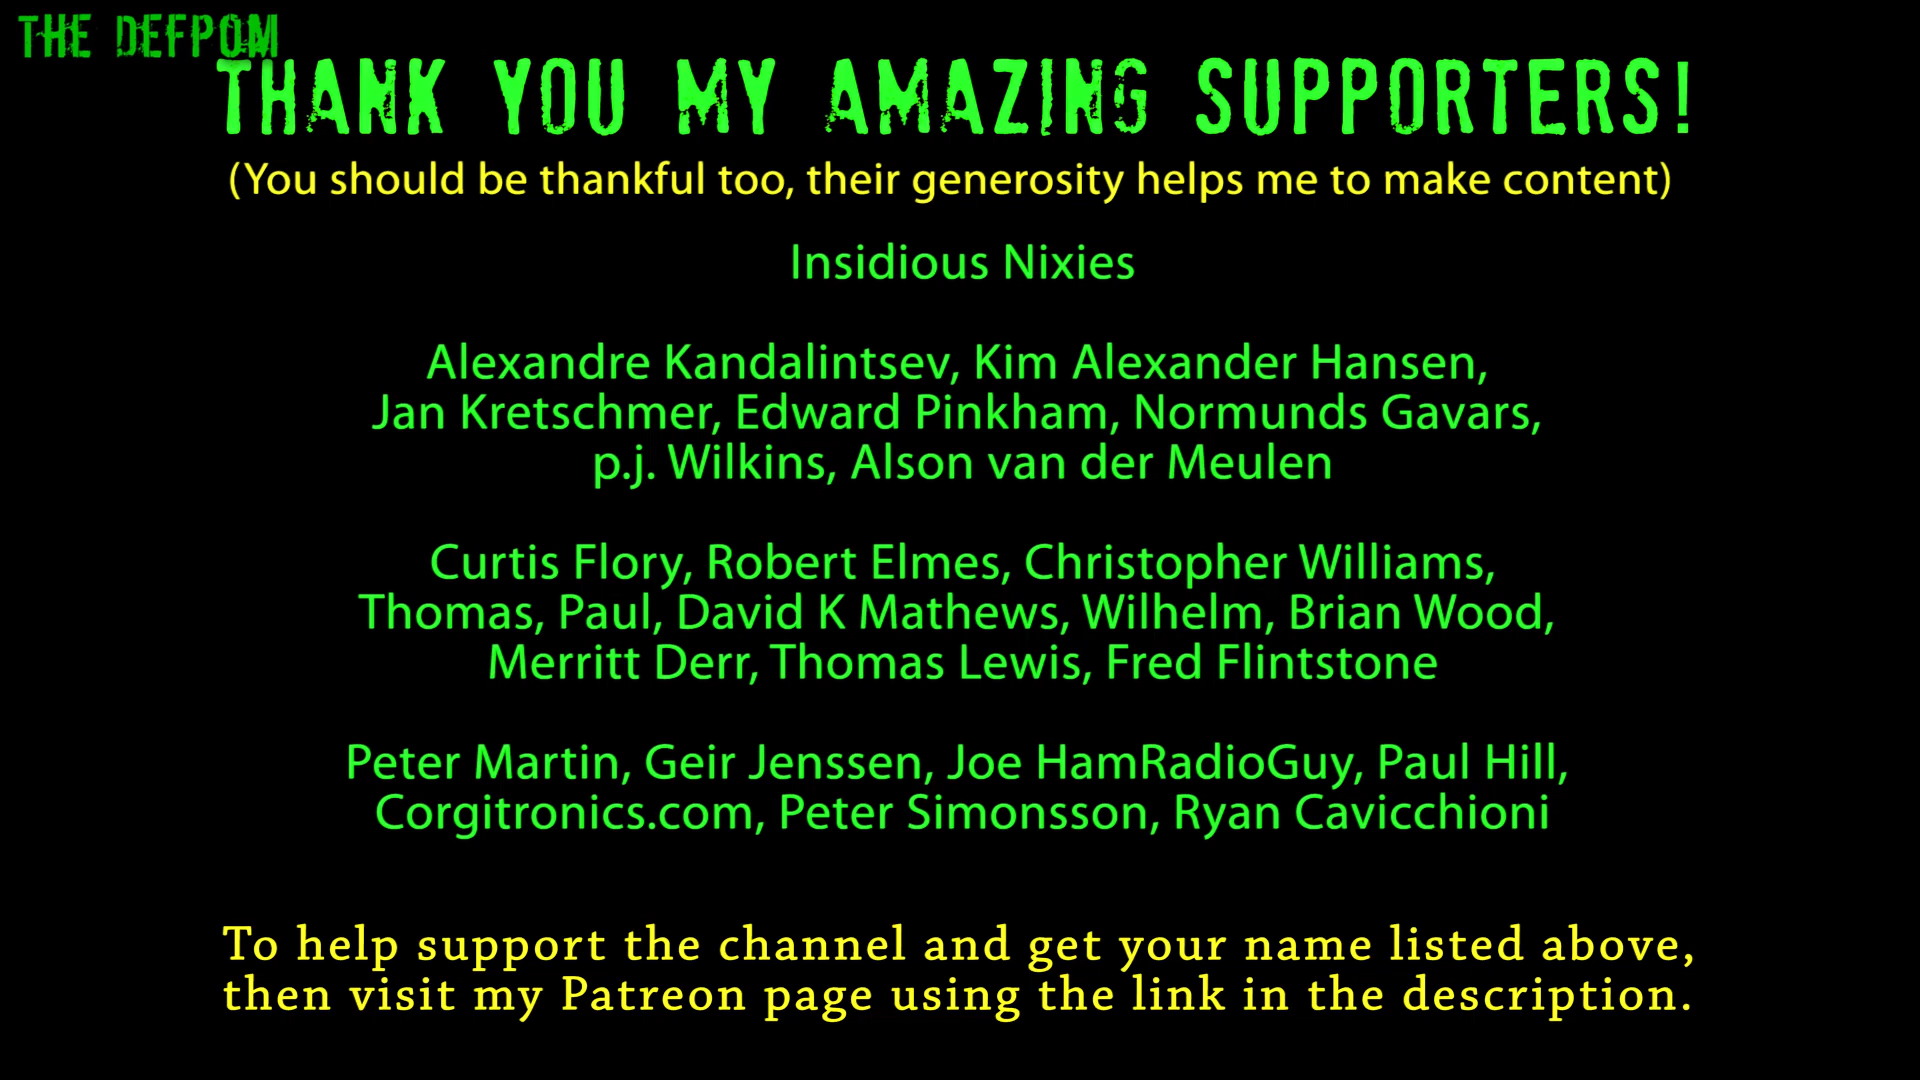 THE DEFPOM
THANK YOU MY AMAZING SUPPORTERS!
(You should be thankful too, their generosity helps me to make content)
Insidious Nixies
Alexandre Kandalintsev, Kim Alexander Hansen,
Jan Kretschmer, Edward Pinkham, Normunds Gavars,
p.j. Wilkins, Alson van der Meulen
Curtis Flory, Robert Elmes, Christopher Williams,
Thomas, Paul, David K Mathews, Wilhelm, Brian Wood,
Merritt Derr, Thomas Lewis, Fred Flintstone
Peter Martin, Geir Jenssen, Joe HamRadioGuy, Paul Hill,
Corgitronics.com, Peter Simonsson, Ryan Cavicchioni
To help support the channel and get your name listed above,
then visit my Patreon page using the link in the description.